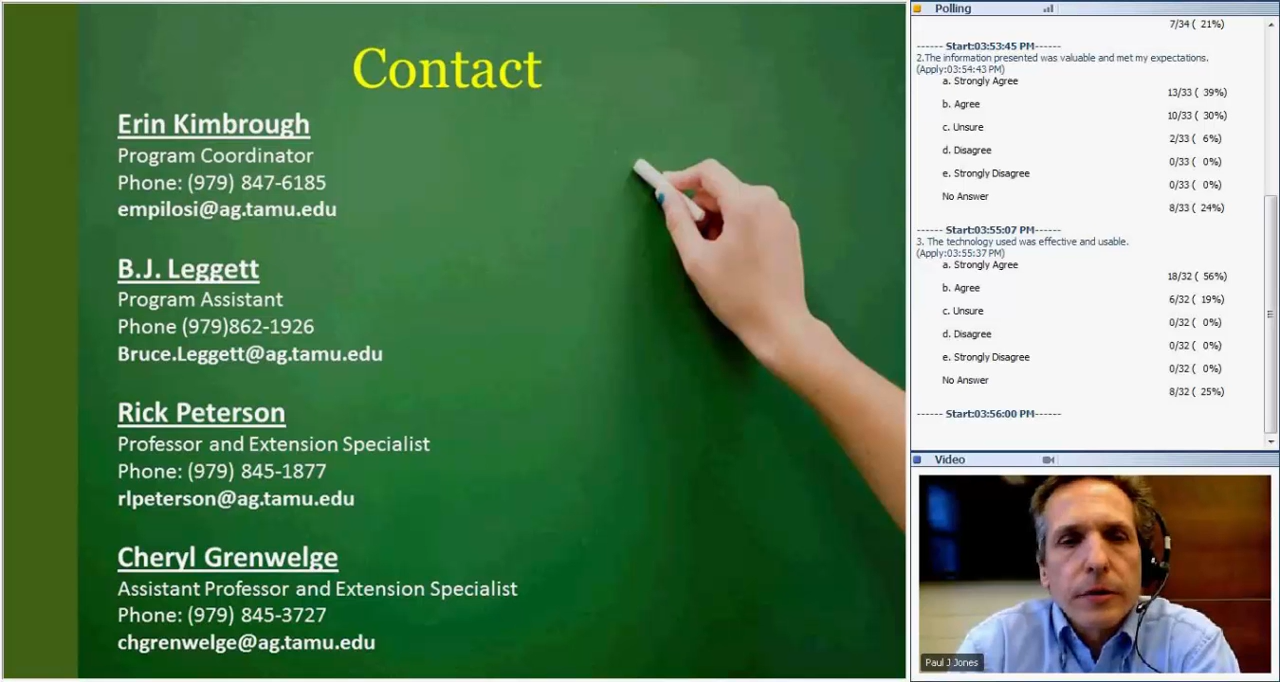 Contact
Erin Kimbrough
Program Coordinator
Phone: (979) 847-6185
empilosi@ag.tamu.edu
B.J. Leggett
Program Assistant
Phone (979)862-1926
Bruce.Leggett@ag.tamu.edu
Rick Peterson
Professor and Extension Specialist
Phone: (979) 845-1877
rlpeterson@ag.tamu.edu
Cheryl Grenwelge
Assistant Professor and Extension Specialist
Phone: (979) 845-3727
chgrenwelge@ag.tamu.edu
Polling
7/34 ( 21%)
------ Start:03:53:45 PM------
2.The information presented was valuable and met my expectations.
(Apply:03:54:43 PM)
a. Strongly Agree
13/33 ( 39%)
b. Agree
10/33 ( 30%)
c. Unsure
2/33 ( 6%)
d. Disagree
0/33 ( 0%)
e. Strongly Disagree
0/33 ( 0%)
No Answer
8/33 ( 24%)
------ Start:03:55:07 PM------
3. The technology used was effective and usable.
(Apply:03:55:37 PM)
a. Strongly Agree
18/32 ( 56%)
b. Agree
6/32 ( 19%)
c. Unsure
0/32 ( 0%)
d. Disagree
0/32 ( 0%)
e. Strongly Disagree
0/32 ( 0%)
No Answer
8/32 ( 25%)
------ Start:03:56:00 PM------
Video
Paul J Jones